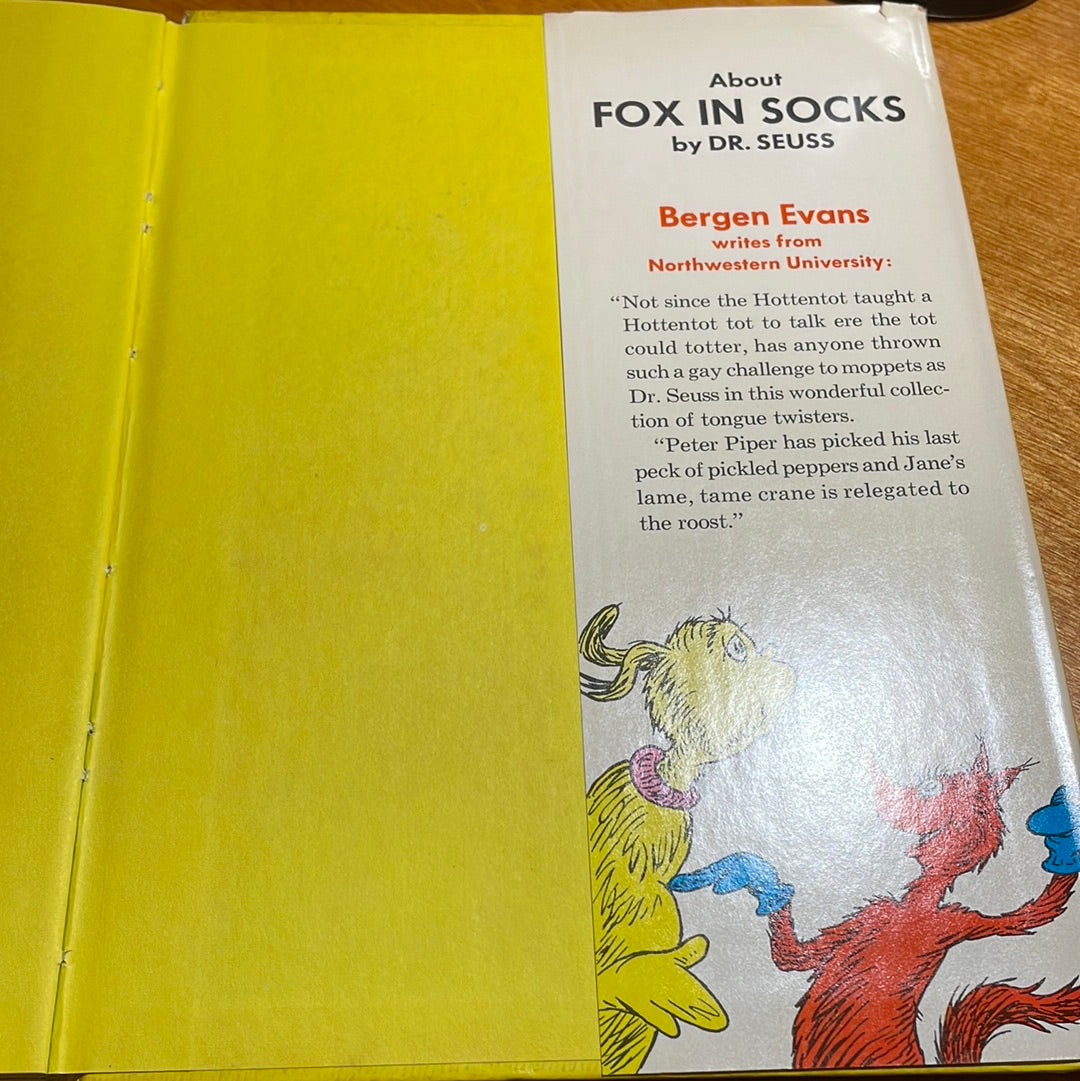 About
FOX IN SOCKS
by DR. SEUSS
Bergen Evans
writes from
Northwestern University:
“Not since the Hottentot taught a
Hottentot tot to talk ere the tot
could totter, has anyone thrown
such a gay challenge to moppets as
Dr. Seuss in this wonderful collec-
tion of tongue twisters.
“Peter Piper has picked his last
peck of pickled peppers and Jane’s
lame, tame crane is relegated to
the roost.”